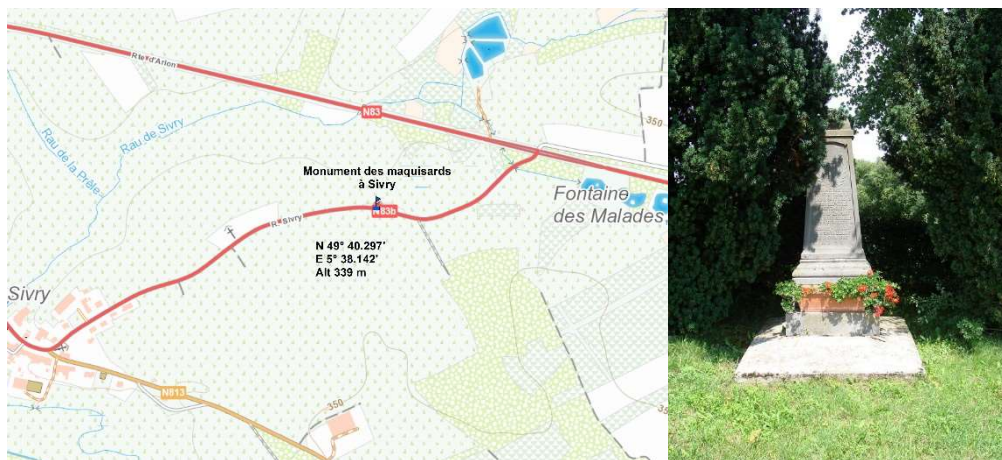 Rte d'Arlon
N83
350
Rau de Sivry
Rau de la Prêle
Monument des maquisards
à Sivry
Fontaine
des Malades
N83b
R. Sivry
N 49° 40.297'
E 5° 38.142'
Alt 339 m
Sivry
N813
350